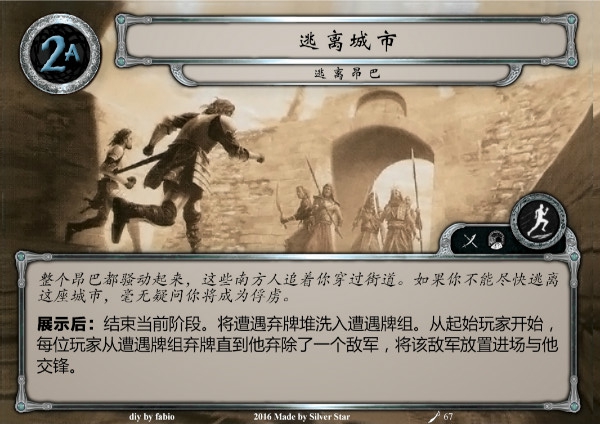 2A
逃离城市
逃离昂巴
整个昂巴都骚动起来，这些南方人追着你穿过街道。如果你不能尽快逃离
这座城市，毫无疑问你将成为俘虏。
展示后：结束当前阶段。将遭遇弃牌堆洗入遭遇牌组。从起始玩家开始，
每位玩家从遭遇牌组弃牌直到他弃除了一个敌军，将该敌军放置进场与他
交锋。
diy by fabio
2016 Made by Silver Star
67